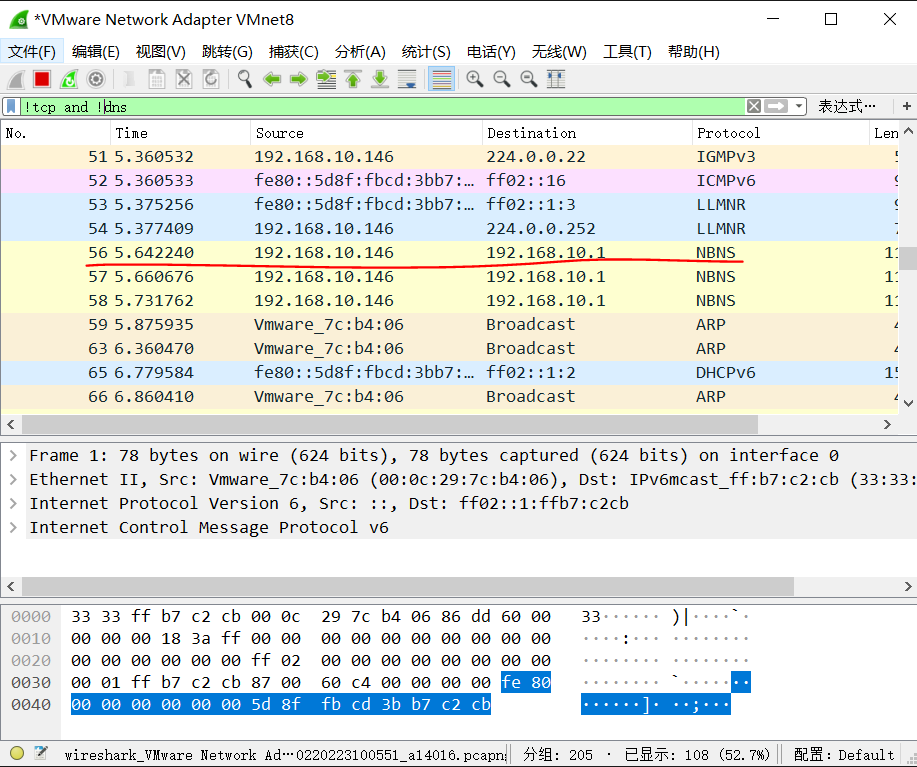 *VMware Network Adapter VMnet8
文件(F) 编辑(E) 视图(V) 跳转(G) 捕获(C) 分析(A) 统计(S) 电话(Y) 无线(W) 工具(T) 帮助(H)
!tcp and !dns 表达式… +
No. Time Source Destination Protocol Len
51 5.360532 192.168.10.146 224.0.0.22 IGMPv3
52 5.360533 fe80::5d8f:fbcd:3bb7:… ff02::16 ICMPv6
53 5.375256 fe80::5d8f:fbcd:3bb7:… ff02::1:3 LLMNR
54 5.377409 192.168.10.146 224.0.0.252 LLMNR
56 5.642240 192.168.10.146 192.168.10.1 NBNS 11
57 5.660676 192.168.10.146 192.168.10.1 NBNS 11
58 5.731762 192.168.10.146 192.168.10.1 NBNS 11
59 5.875935 Vmware_7c:b4:06 Broadcast ARP 4
63 6.360470 Vmware_7c:b4:06 Broadcast ARP 4
65 6.779584 fe80::5d8f:fbcd:3bb7:… ff02::1:2 DHCPv6 15
66 6.860410 Vmware_7c:b4:06 Broadcast ARP 4
Frame 1: 78 bytes on wire (624 bits), 78 bytes captured (624 bits) on interface 0
Ethernet II, Src: Vmware_7c:b4:06 (00:0c:29:7c:b4:06), Dst: IPv6mcast_ff:b7:c2:cb (33:33:
Internet Protocol Version 6, Src: ::, Dst: ff02::1:ffb7:c2cb
Internet Control Message Protocol v6
0000 33 33 ff b7 c2 cb 00 0c 29 7c b4 06 86 dd 60 00 33······ )|····`·
0010 00 00 00 18 3a ff 00 00 00 00 00 00 00 00 00 00 ····:··· ········
0020 00 00 00 00 00 00 ff 02 00 00 00 00 00 00 00 00 ········ ········
0030 00 01 ff b7 c2 cb 87 00 60 c4 00 00 00 00 fe 80 ········ `·······
0040 00 00 00 00 00 00 5d 8f fb cd 3b b7 c2 cb ······]· ··;···
wireshark_VMware Network Ad…0220223100551_a14016.pcapng 分组: 205 · 已显示: 108 (52.7%) 配置: Default